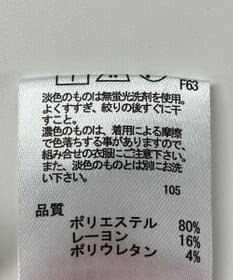 F63
淡色のものは無蛍光洗剤を使用。
よくすすぎ、絞りの後すぐに干
すこと。
濃色のものは、着用による摩擦
で色落ちする事がありますので、
組み合せの衣服にご注意下さい。
また、淡色のものとは別にお洗
い下さい。
105
品質
ポリエステル 80%
レーヨン 16%
ポリウレタン 4%